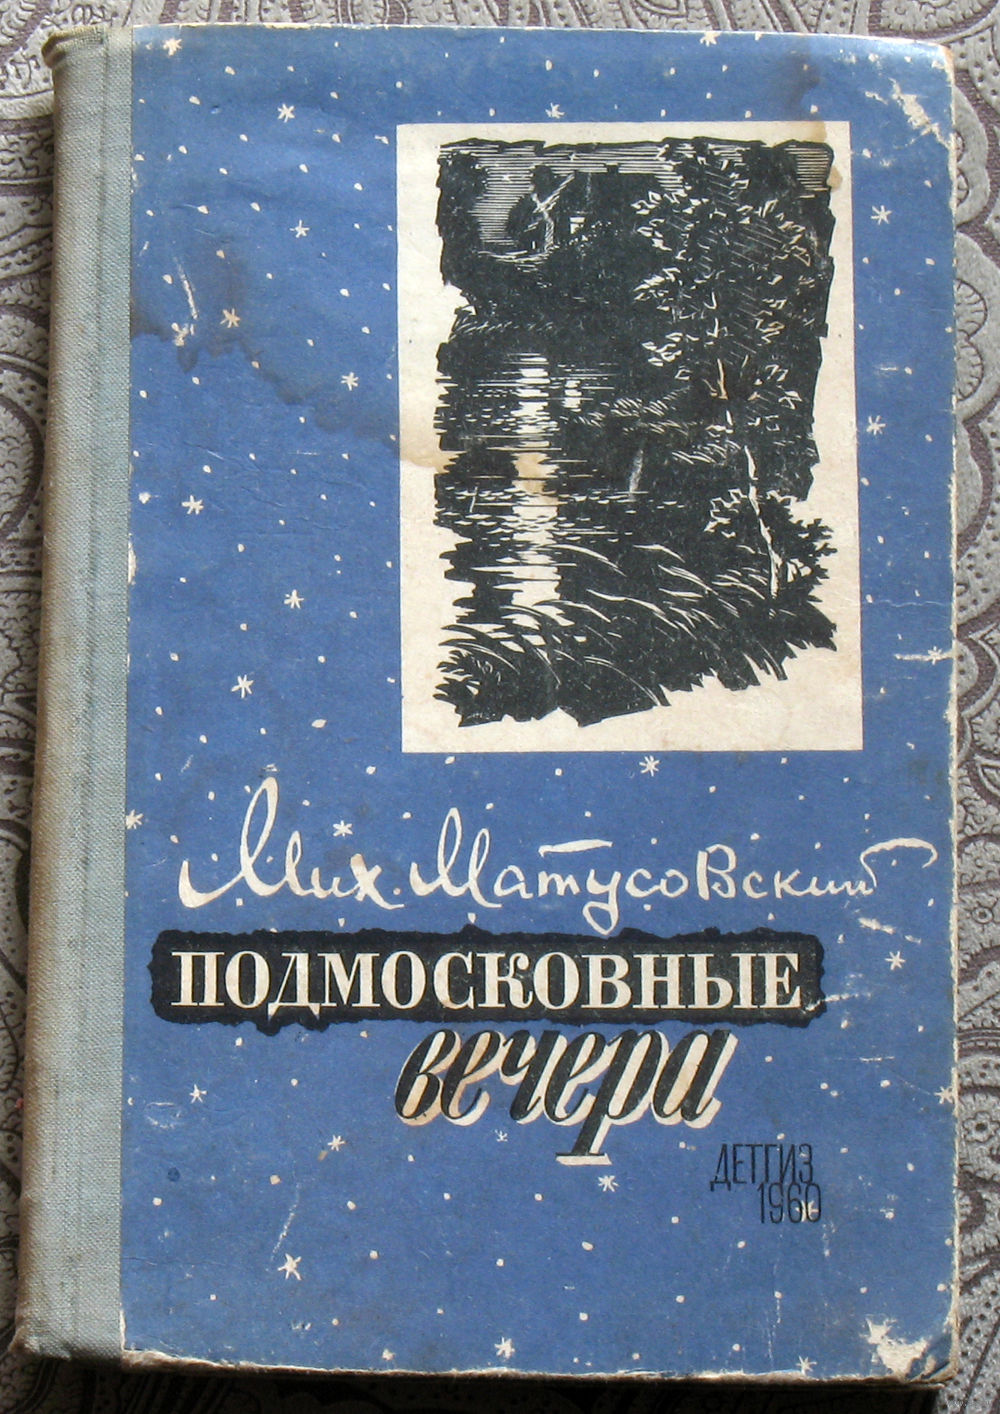 Мих. Матусовский
ПОДМОСКОВНЫЕ
вечера
ДЕТГИЗ
1960